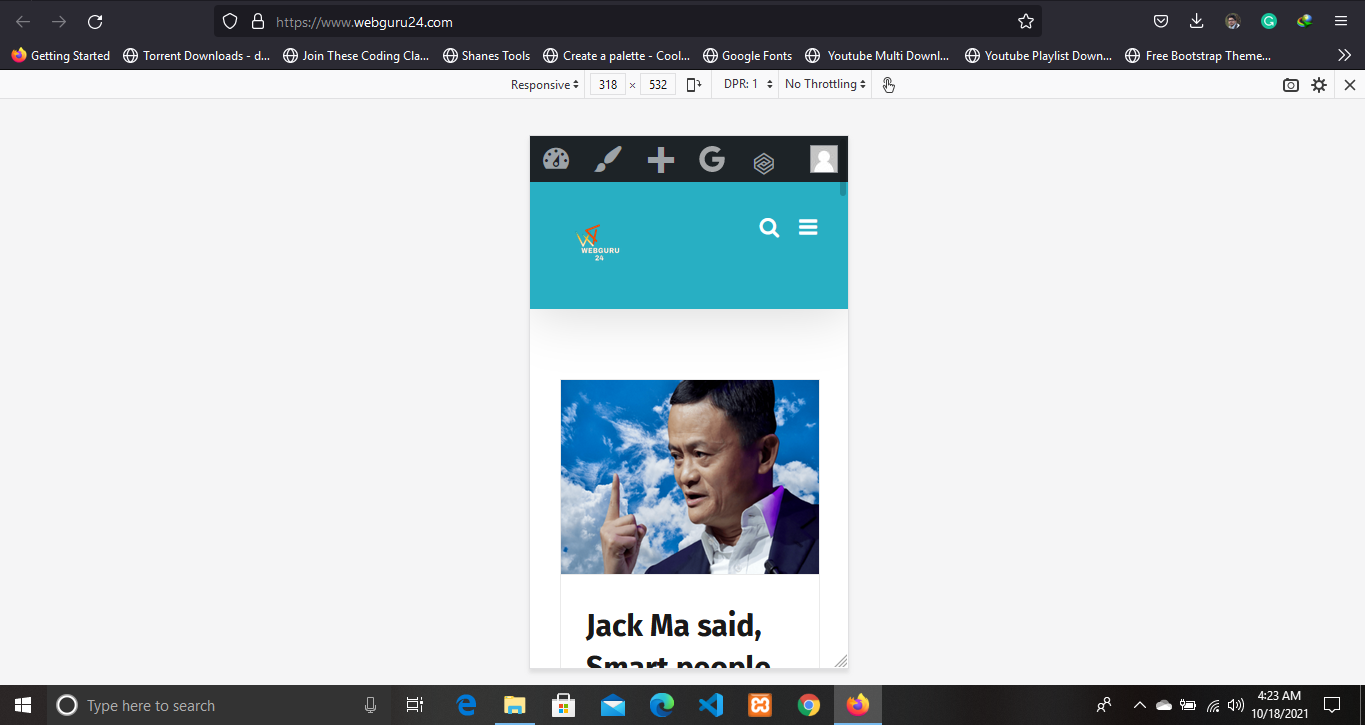 https://www.webguru24.com
Getting Started Torrent Downloads - d... Join These Coding Cla... Shanes Tools Create a palette - Cool... Google Fonts Youtube Multi Downl... Youtube Playlist Down... Free Bootstrap Theme...
Responsive 318 × 532 DPR: 1 No Throttling
WEBGURU
24
Jack Ma said,
Smart people
Type here to search
4:23 AM
10/18/2021